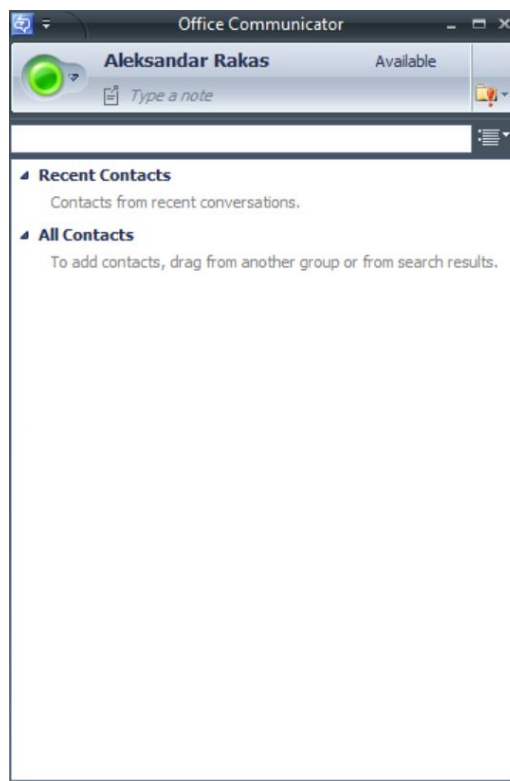 Office Communicator
Aleksandar Rakas Available
Type a note
Recent Contacts
Contacts from recent conversations.
All Contacts
To add contacts, drag from another group or from search results.